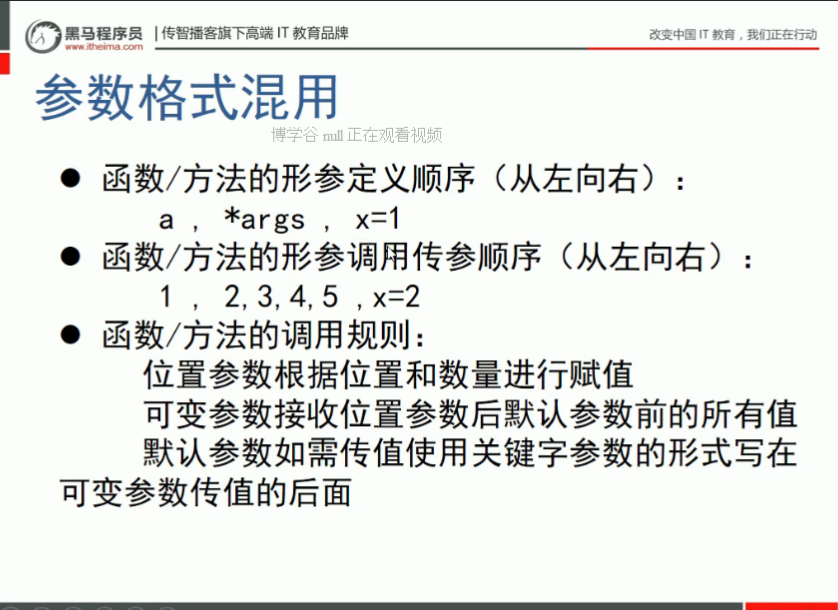 黑马程序员 | 传智播客旗下高端 IT 教育品牌
www.itheima.com
改变中国 IT 教育，我们正在行动
参数格式混用
博学谷 null 正在观看视频
● 函数/方法的形参定义顺序（从左向右）：
a , *args , x=1
● 函数/方法的形参调用传参顺序（从左向右）：
1 , 2,3,4,5 ,x=2
● 函数/方法的调用规则：
位置参数根据位置和数量进行赋值
可变参数接收位置参数后默认参数前的所有值
默认参数如需传值使用关键字参数的形式写在
可变参数传值的后面